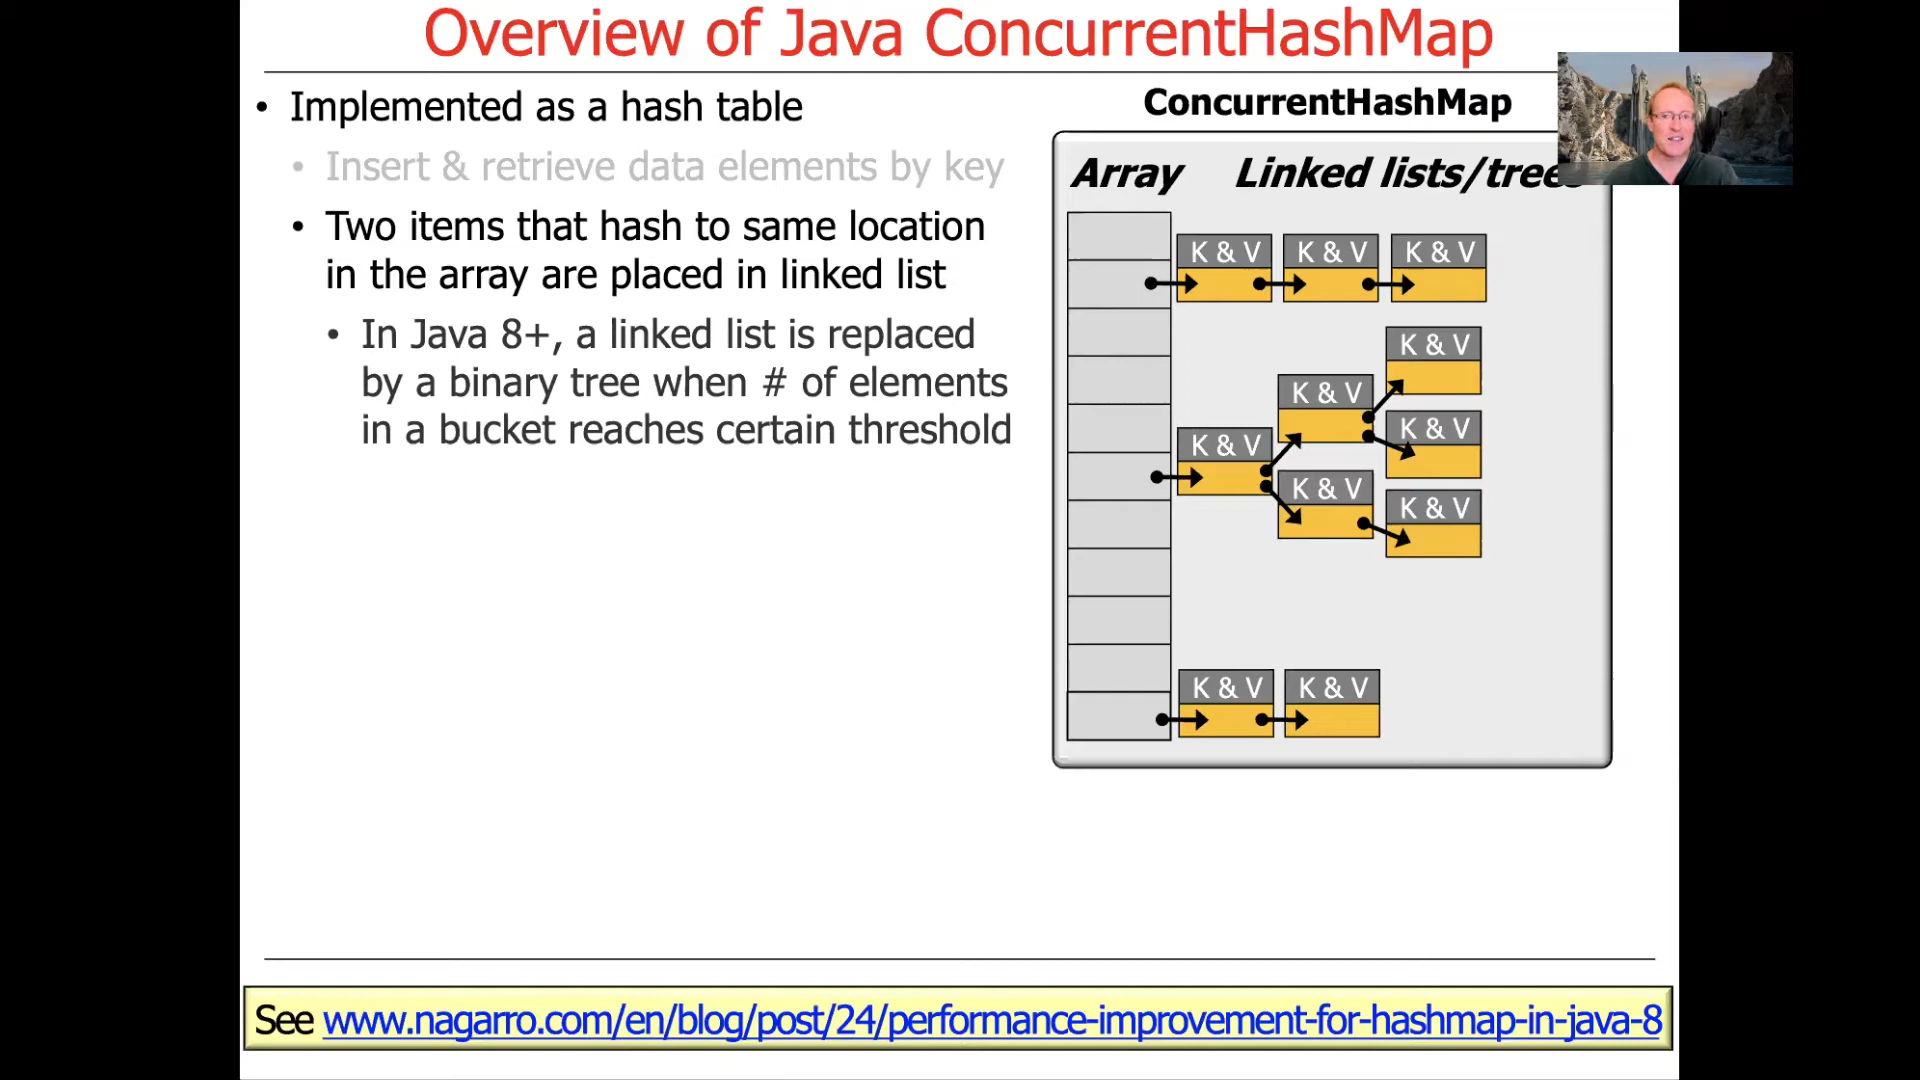 Overview of Java ConcurrentHashMap
• Implemented as a hash table
• Insert & retrieve data elements by key
• Two items that hash to same location
in the array are placed in linked list
• In Java 8+, a linked list is replaced
by a binary tree when # of elements
in a bucket reaches certain threshold
ConcurrentHashMap
Array Linked lists/trees
K & V K & V K & V
K & V
K & V
K & V
K & V
K & V
K & V
K & V K & V
See www.nagarro.com/en/blog/post/24/performance-improvement-for-hashmap-in-java-8